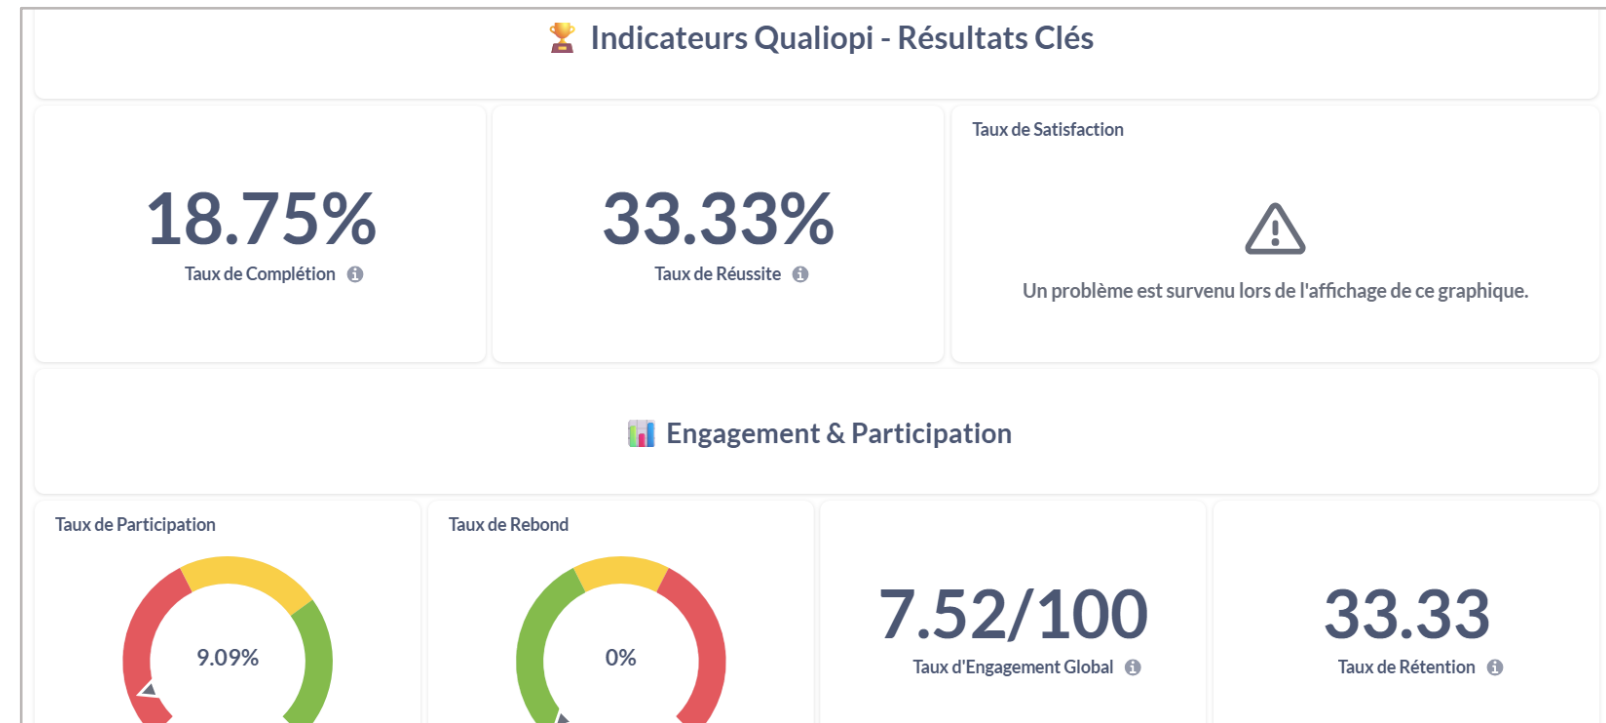 Indicateurs Qualiopi - Résultats Clés
18.75%
Taux de Complétion
33.33%
Taux de Réussite
Taux de Satisfaction
Un problème est survenu lors de l'affichage de ce graphique.
Engagement & Participation
Taux de Participation
9.09%
Taux de Rebond
0%
7.52/100
Taux d'Engagement Global
33.33
Taux de Rétention